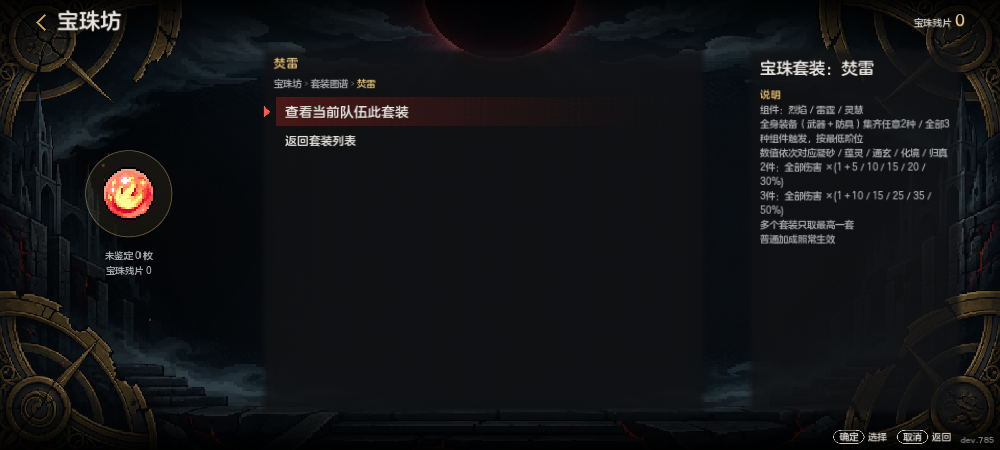 宝珠坊
宝珠残片 0
焚雷
宝珠坊 › 套装图谱 › 焚雷
查看当前队伍此套装
返回套装列表
未鉴定 0 枚
宝珠残片 0
宝珠套装：焚雷
说明
组件：烈焰 / 雷霆 / 灵慧
全身装备（武器＋防具）集齐任意2种 / 全部3
种组件触发，按最低阶位
数值依次对应凝砂 / 蕴灵 / 通玄 / 化境 / 归真
2件：全部伤害 ×(1 + 5 / 10 / 15 / 20 /
30%)
3件：全部伤害 ×(1 + 10 / 15 / 25 / 35 /
50%)
多个套装只取最高一套
普通加成照常生效
确定 选择 取消 返回 dev.785